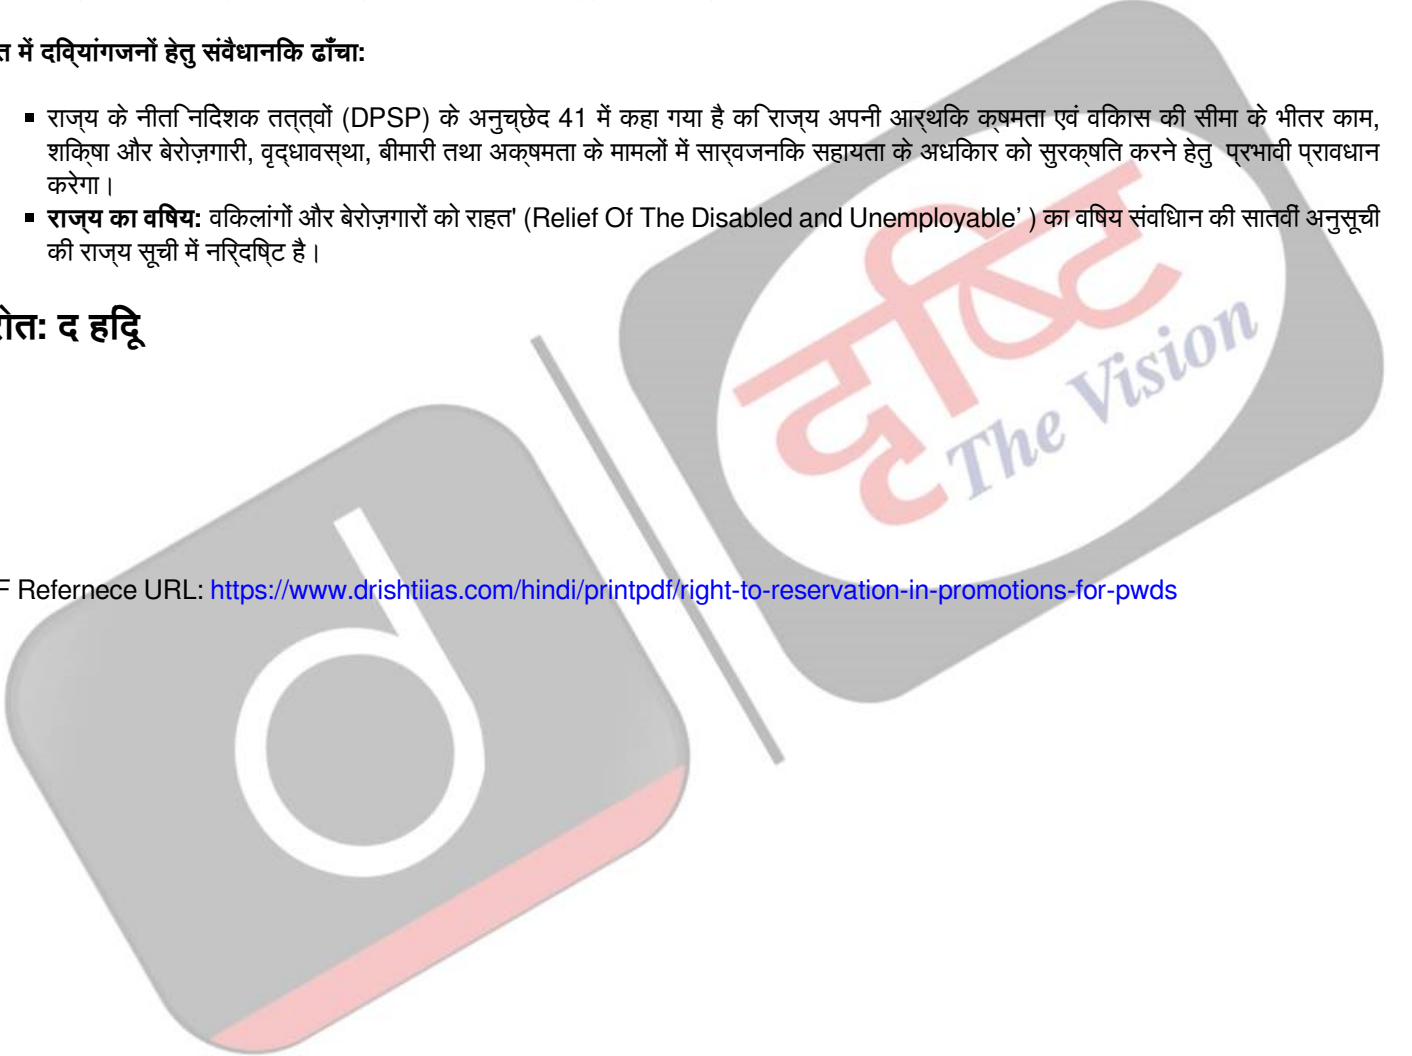 त में दिव्यांगजनों हेतु संवैधानिक ढाँचा:
▪ राज्य के नीति निदेशक तत्त्वों (DPSP) के अनुच्छेद 41 में कहा गया है कि राज्य अपनी आर्थिक क्षमता एवं विकास की सीमा के भीतर काम,
शिक्षा और बेरोज़गारी, वृद्धावस्था, बीमारी तथा अक्षमता के मामलों में सार्वजनिक सहायता के अधिकार को सुरक्षित करने हेतु प्रभावी प्रावधान
करेगा।
▪ राज्य का विषय: विकलांगों और बेरोज़गारों को राहत' (Relief Of The Disabled and Unemployable’ ) का विषय संविधान की सातवीं अनुसूची
की राज्य सूची में निर्दिष्ट है।
रोत: द हिंदू
दृष्टि
The Vision
F Refernece URL: https://www.drishtiias.com/hindi/printpdf/right-to-reservation-in-promotions-for-pwds